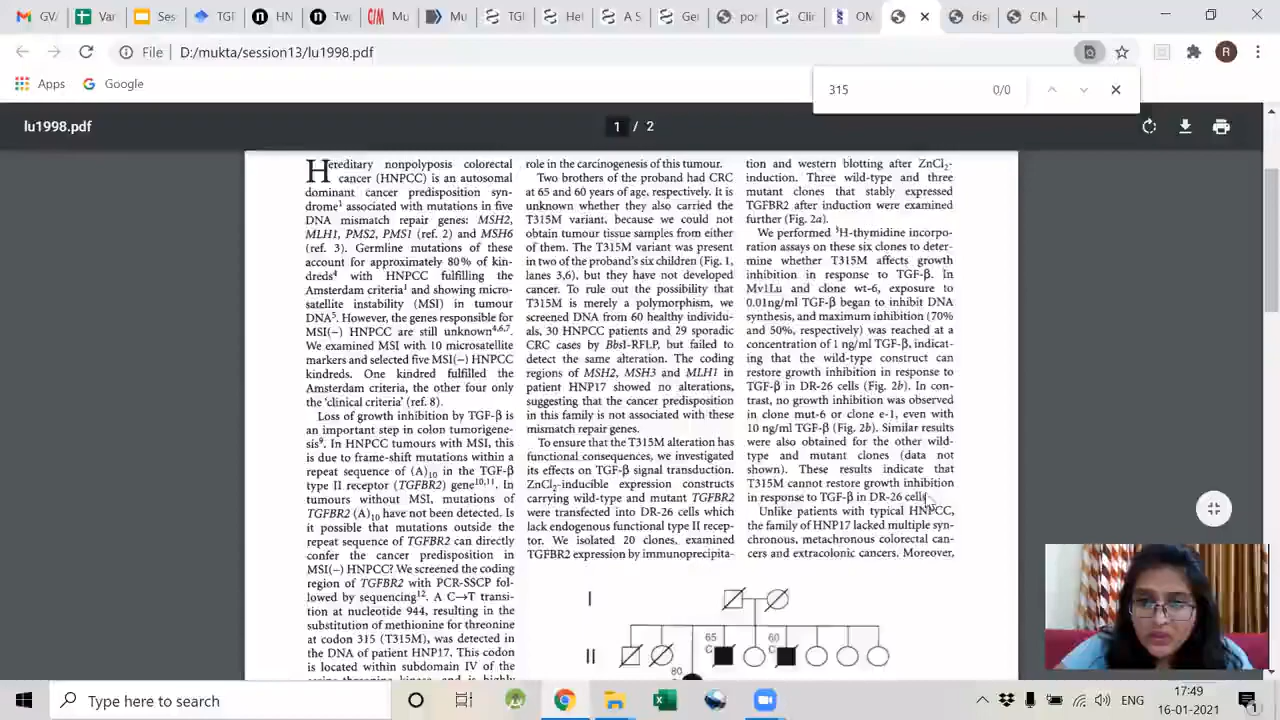 GV
Varian
Ses
TGF
HN
Twe
Mu
Mu
TGI
Hei
A S
Ger
po
Clin
OM
dis
CIN
File
D:/mukta/session13/lu1998.pdf
R
Apps
Google
315
0/0
lu1998.pdf
1 / 2
Hereditary nonpolyposis colorectal
cancer (HNPCC) is an autosomal
dominant cancer predisposition syn-
drome1 associated with mutations in five
DNA mismatch repair genes: MSH2,
MLH1, PMS2, PMS1 (ref. 2) and MSH6
(ref. 3). Germline mutations of these
account for approximately 80% of kin-
dreds4 with HNPCC fulfilling the
Amsterdam criteria1 and showing micro-
satellite instability (MSI) in tumour
DNA5. However, the genes responsible for
MSI(−) HNPCC are still unknown4,6,7.
We examined MSI with 10 microsatellite
markers and selected five MSI(−) HNPCC
kindreds. One kindred fulfilled the
Amsterdam criteria, the other four only
the 'clinical criteria' (ref. 8).
Loss of growth inhibition by TGF-β is
an important step in colon tumorigene-
sis9. In HNPCC tumours with MSI, this
is due to frame-shift mutations within a
repeat sequence of (A)10 in the TGF-β
type II receptor (TGFBR2) gene10,11. In
tumours without MSI, mutations of
TGFBR2 (A)10 have not been detected. Is
it possible that mutations outside the
repeat sequence of TGFBR2 can directly
confer the cancer predisposition in
MSI(−) HNPCC? We screened the coding
region of TGFBR2 with PCR-SSCP fol-
lowed by sequencing12. A C→T transi-
tion at nucleotide 944, resulting in the
substitution of methionine for threonine
at codon 315 (T315M), was detected in
the DNA of patient HNP17. This codon
is located within subdomain IV of the
role in the carcinogenesis of this tumour.
Two brothers of the proband had CRC
at 65 and 60 years of age, respectively. It is
unknown whether they also carried the
T315M variant, because we could not
obtain tumour tissue samples from either
of them. The T315M variant was present
in two of the proband's six children (Fig. 1,
lanes 3,6), but they have not developed
cancer. To rule out the possibility that
T315M is merely a polymorphism, we
screened DNA from 60 healthy individu-
als, 30 HNPCC patients and 29 sporadic
CRC cases by BbsI-RFLP, but failed to
detect the same alteration. The coding
regions of MSH2, MSH3 and MLH1 in
patient HNP17 showed no alterations,
suggesting that the cancer predisposition
in this family is not associated with these
mismatch repair genes.
To ensure that the T315M alteration has
functional consequences, we investigated
its effects on TGF-β signal transduction.
ZnCl2-inducible expression constructs
carrying wild-type and mutant TGFBR2
were transfected into DR-26 cells which
lack endogenous functional type II recep-
tor. We isolated 20 clones, examined
TGFBR2 expression by immunoprecipita-
tion and western blotting after ZnCl2-
induction. Three wild-type and three
mutant clones that stably expressed
TGFBR2 after induction were examined
further (Fig. 2a).
We performed 3H-thymidine incorpo-
ration assays on these six clones to deter-
mine whether T315M affects growth
inhibition in response to TGF-β. In
Mv1Lu and clone wt-6, exposure to
0.01ng/ml TGF-β began to inhibit DNA
synthesis, and maximum inhibition (70%
and 50%, respectively) was reached at a
concentration of 1 ng/ml TGF-β, indicat-
ing that the wild-type construct can
restore growth inhibition in response to
TGF-β in DR-26 cells (Fig. 2b). In con-
trast, no growth inhibition was observed
in clone mut-6 or clone e-1, even with
10 ng/ml TGF-β (Fig. 2b). Similar results
were also obtained for the other wild-
type and mutant clones (data not
shown). These results indicate that
T315M cannot restore growth inhibition
in response to TGF-β in DR-26 cells.
Unlike patients with typical HNPCC,
the family of HNP17 lacked multiple syn-
chronous, metachronous colorectal can-
cers and extracolonic cancers. Moreover,
I
II
65
C
60
C
80
Type here to search
ENG
17:49
16-01-2021
1